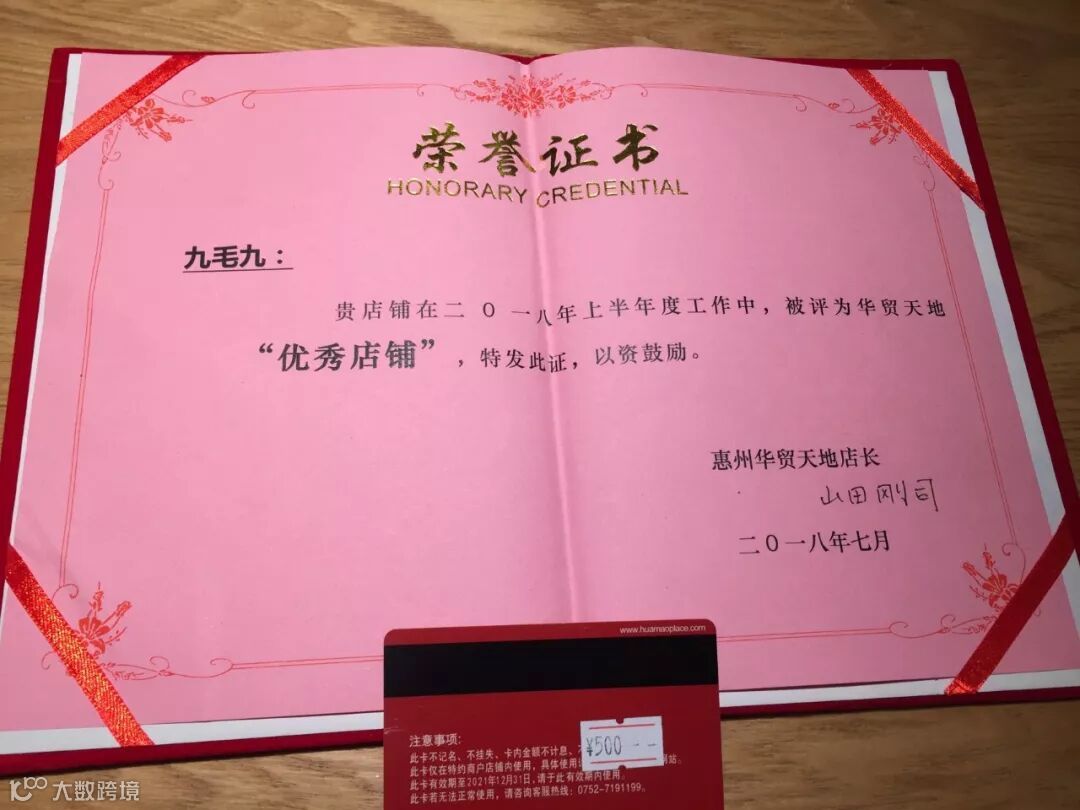 荣誉证书
HONORARY CREDENTIAL
九毛九：
贵店铺在二０一八年上半年度工作中，被评为华贸天地
“优秀店铺”，特发此证，以资鼓励。
惠州华贸天地店长
山田刚司
二０一八年七月
www.huamaoplace.com
¥500--
注意事项:
此卡不记名、不挂失、卡内金额不计息、
此卡仅在特约商户店铺内使用，具体使用 网站。
此卡有效期至2021年12月31日,请于此有效期内使用。
此卡若无法正常使用，请咨询客服热线：0752-7191199。
大数跨境